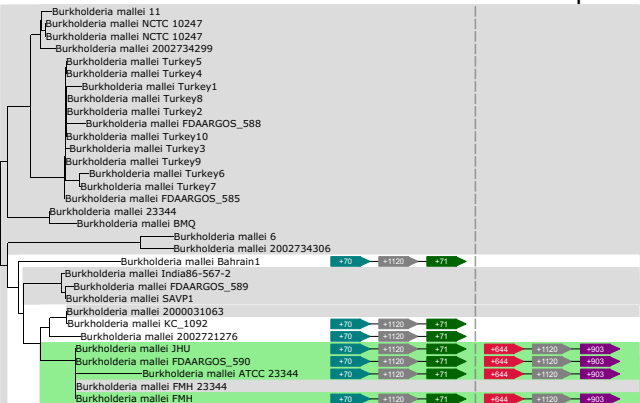 Burkholderia mallei 11
Burkholderia mallei NCTC 10247
Burkholderia mallei NCTC 10247
Burkholderia mallei 2002734299
Burkholderia mallei Turkey5
Burkholderia mallei Turkey4
Burkholderia mallei Turkey1
Burkholderia mallei Turkey8
Burkholderia mallei Turkey2
Burkholderia mallei FDAARGOS_588
Burkholderia mallei Turkey10
Burkholderia mallei Turkey3
Burkholderia mallei Turkey9
Burkholderia mallei Turkey6
Burkholderia mallei Turkey7
Burkholderia mallei FDAARGOS_585
Burkholderia mallei 23344
Burkholderia mallei BMQ
Burkholderia mallei 6
Burkholderia mallei 2002734306
Burkholderia mallei Bahrain1 +70 +1120 +71
Burkholderia mallei India86-567-2
Burkholderia mallei FDAARGOS_589
Burkholderia mallei SAVP1
Burkholderia mallei 2000031063
Burkholderia mallei KC_1092 +70 +1120 +71
Burkholderia mallei 2002721276 +70 +1120 +71
Burkholderia mallei JHU +70 +1120 +71 +644 +1120 +903
Burkholderia mallei FDAARGOS_590 +70 +1120 +71 +644 +1120 +903
Burkholderia mallei ATCC 23344 +70 +1120 +71 +644 +1120 +903
Burkholderia mallei FMH 23344
Burkholderia mallei FMH +70 +1120 +71 +644 +1120 +903